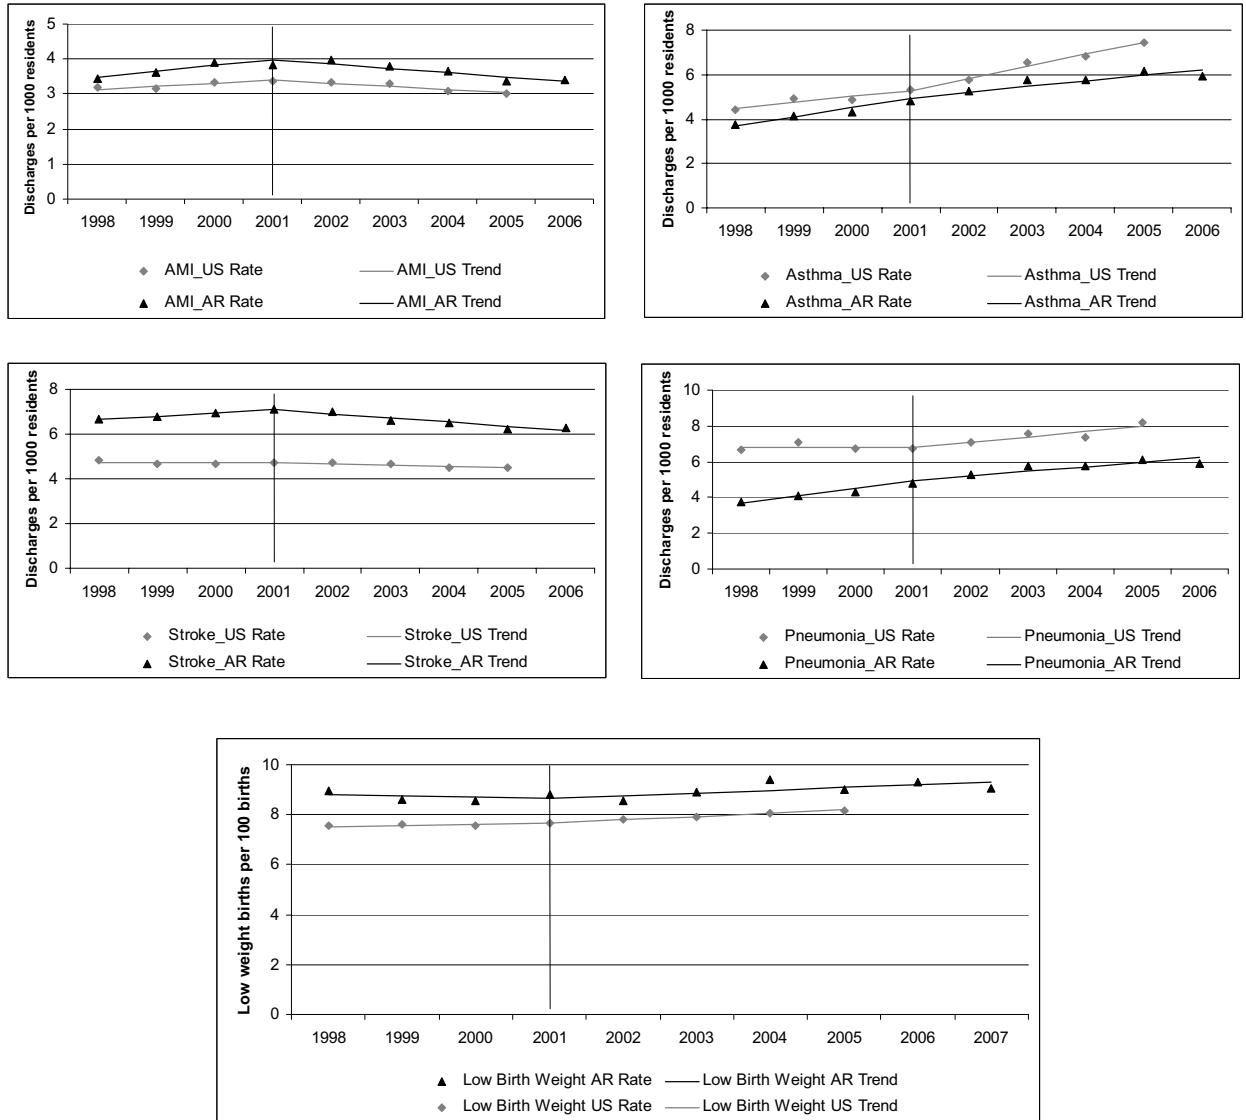 Discharges per 1000 residents
5
4
3
2
1
0
1998 1999 2000 2001 2002 2003 2004 2005 2006
AMI_US Rate AMI_US Trend
AMI_AR Rate AMI_AR Trend
Discharges per 1000 residents
8
6
4
2
0
1998 1999 2000 2001 2002 2003 2004 2005 2006
Asthma_US Rate Asthma_US Trend
Asthma_AR Rate Asthma_AR Trend
Discharges per 1000 residents
8
6
4
2
0
1998 1999 2000 2001 2002 2003 2004 2005 2006
Stroke_US Rate Stroke_US Trend
Stroke_AR Rate Stroke_AR Trend
Discharges per 1000 residents
10
8
6
4
2
0
1998 1999 2000 2001 2002 2003 2004 2005 2006
Pneumonia_US Rate Pneumonia_US Trend
Pneumonia_AR Rate Pneumonia_AR Trend
Low weight births per 100 births
10
8
6
4
2
0
1998 1999 2000 2001 2002 2003 2004 2005 2006 2007
Low Birth Weight AR Rate Low Birth Weight AR Trend
Low Birth Weight US Rate Low Birth Weight US Trend